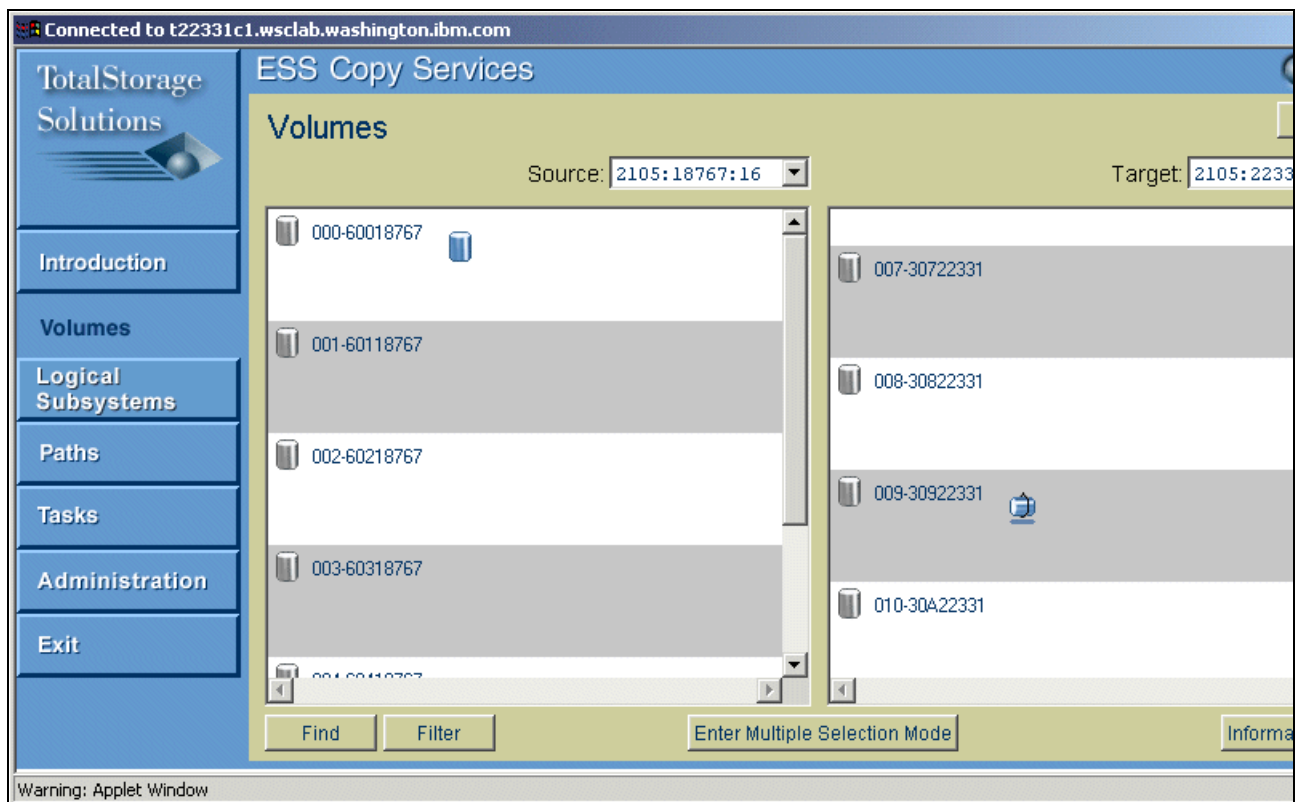 Connected to t22331c1.wsclab.washington.ibm.com
TotalStorage
Solutions
ESS Copy Services
Volumes
Source: 2105:18767:16
Target: 2105:2233
Introduction
Volumes
Logical
Subsystems
Paths
Tasks
Administration
Exit
000-60018767
001-60118767
002-60218767
003-60318767
007-30722331
008-30822331
009-30922331
010-30A22331
Find
Filter
Enter Multiple Selection Mode
Informa
Warning: Applet Window